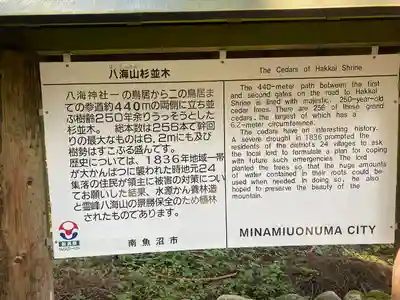 八海山杉並木
八海神社一の鳥居から二の鳥居ま
での参道約440mの両側に立ち並
ぶ樹齢250年余りうっそうとした
杉並木。 総本数は256本で幹回
りの最大なものは6.2mにも及び
樹勢はすこぶる盛んです。
歴史については、1836年地域一帯
が大かんばつに襲われた時地元24
集落の住民が領主に被害の対策につい
てお願いした結果、水源かん養林造
と霊峰八海山の景勝保全のため植林
されたものであります。
南魚沼市
The Cedars of Hakkai Shrine
The 440-meter path between the first
and second gates on the road to Hakkai
Shrine is lined with majestic, 250-year-old
cedar trees. There are 256 of these grand
cedars, the largest of which has a
6.2-meter circumference.
The cedars have an interesting history.
A severe drought in 1836 prompted the
residents of the district's 24 villages to ask
the local lord to formulate a plan for coping
with future such emergencies. The lord
planted the trees so that the huge amounts
of water contained in their roots could be
used when needed. In doing so, he also
hoped to preserve the beauty of the
mountain.
MINAMIUONUMA CITY